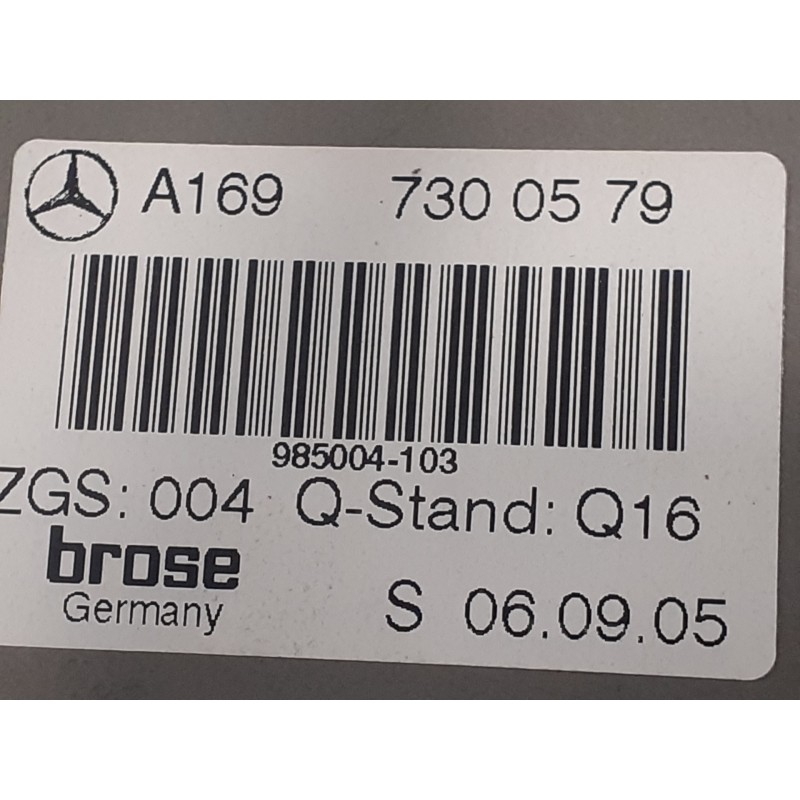 A169 730 05 79
985004-103
ZGS: 004 Q-Stand: Q16
brose
Germany S 06.09.05